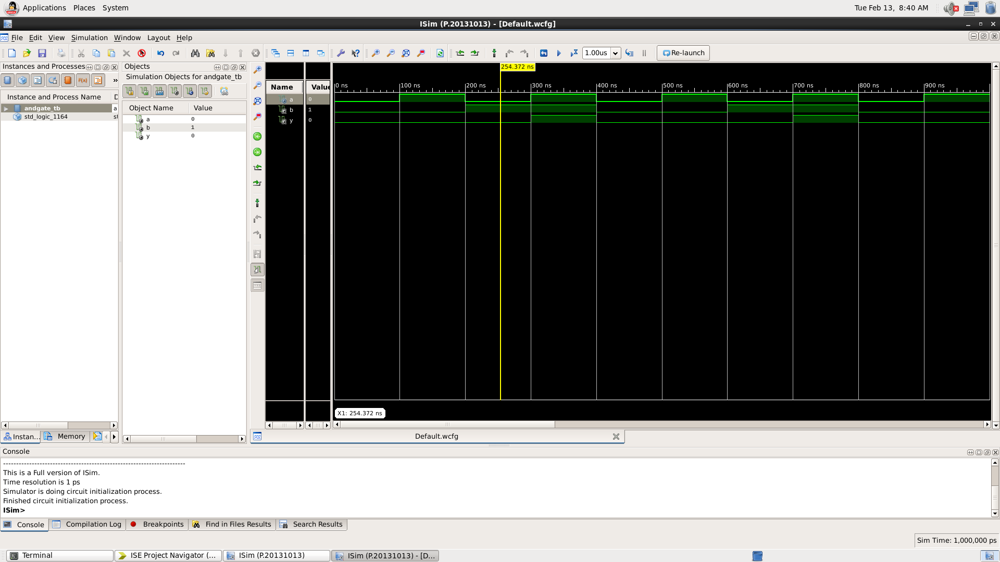 Applications Places System
Tue Feb 13, 8:40 AM
ISim (P.20131013) - [Default.wcfg]
File Edit View Simulation Window Layout Help
1.00us
Re-launch
Instances and Processes
Objects
Simulation Objects for andgate_tb
F(x)
»
Instance and Process Name
andgate_tb a
std_logic_1164
Object Name Value
a 0
b 1
y 0
Name Value
a 0
b 1
y 0
254.372 ns
0 ns 100 ns 200 ns 300 ns 400 ns 500 ns 600 ns 700 ns 800 ns 900 ns
X1: 254.372 ns
Instan... Memory
Default.wcfg
Console
----------------------------------------------------------------------
This is a Full version of ISim.
Time resolution is 1 ps
Simulator is doing circuit initialization process.
Finished circuit initialization process.
ISim>
Console Compilation Log Breakpoints Find in Files Results Search Results
Sim Time: 1,000,000 ps
Terminal ISE Project Navigator (... ISim (P.20131013) ISim (P.20131013) - [D...